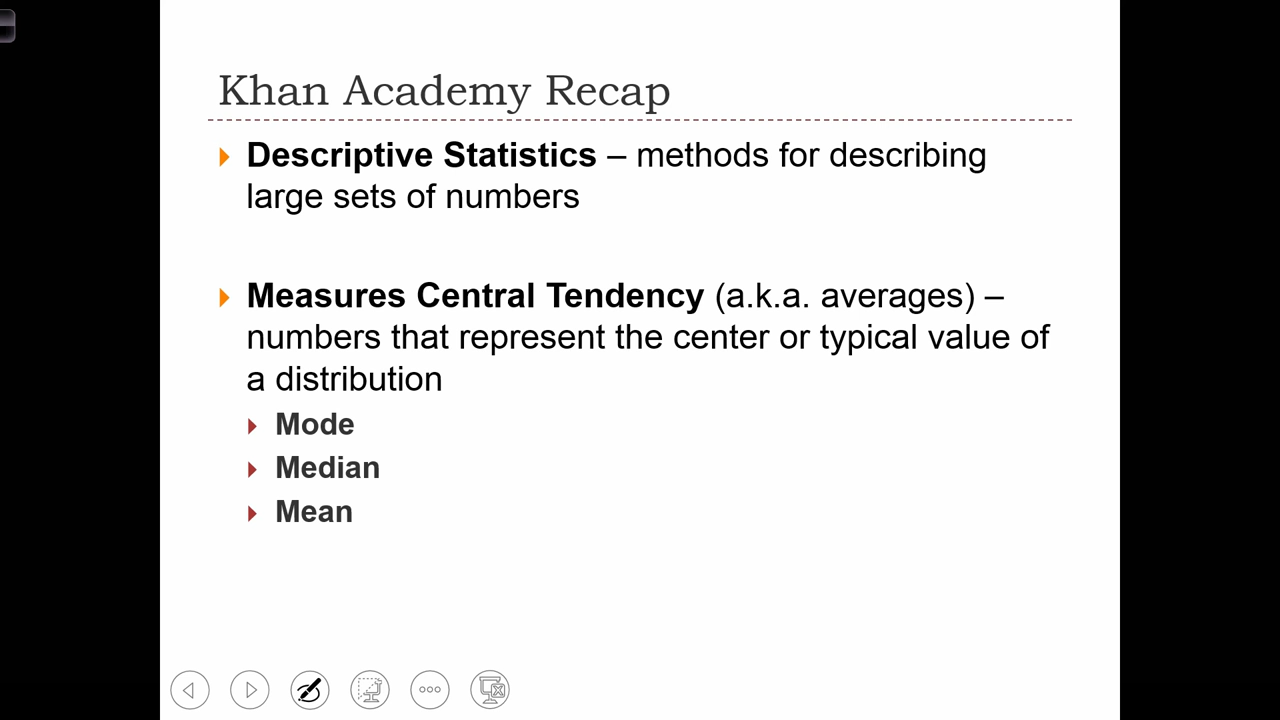 Khan Academy Recap
Descriptive Statistics – methods for describing
large sets of numbers
Measures Central Tendency (a.k.a. averages) –
numbers that represent the center or typical value of
a distribution
Mode
Median
Mean